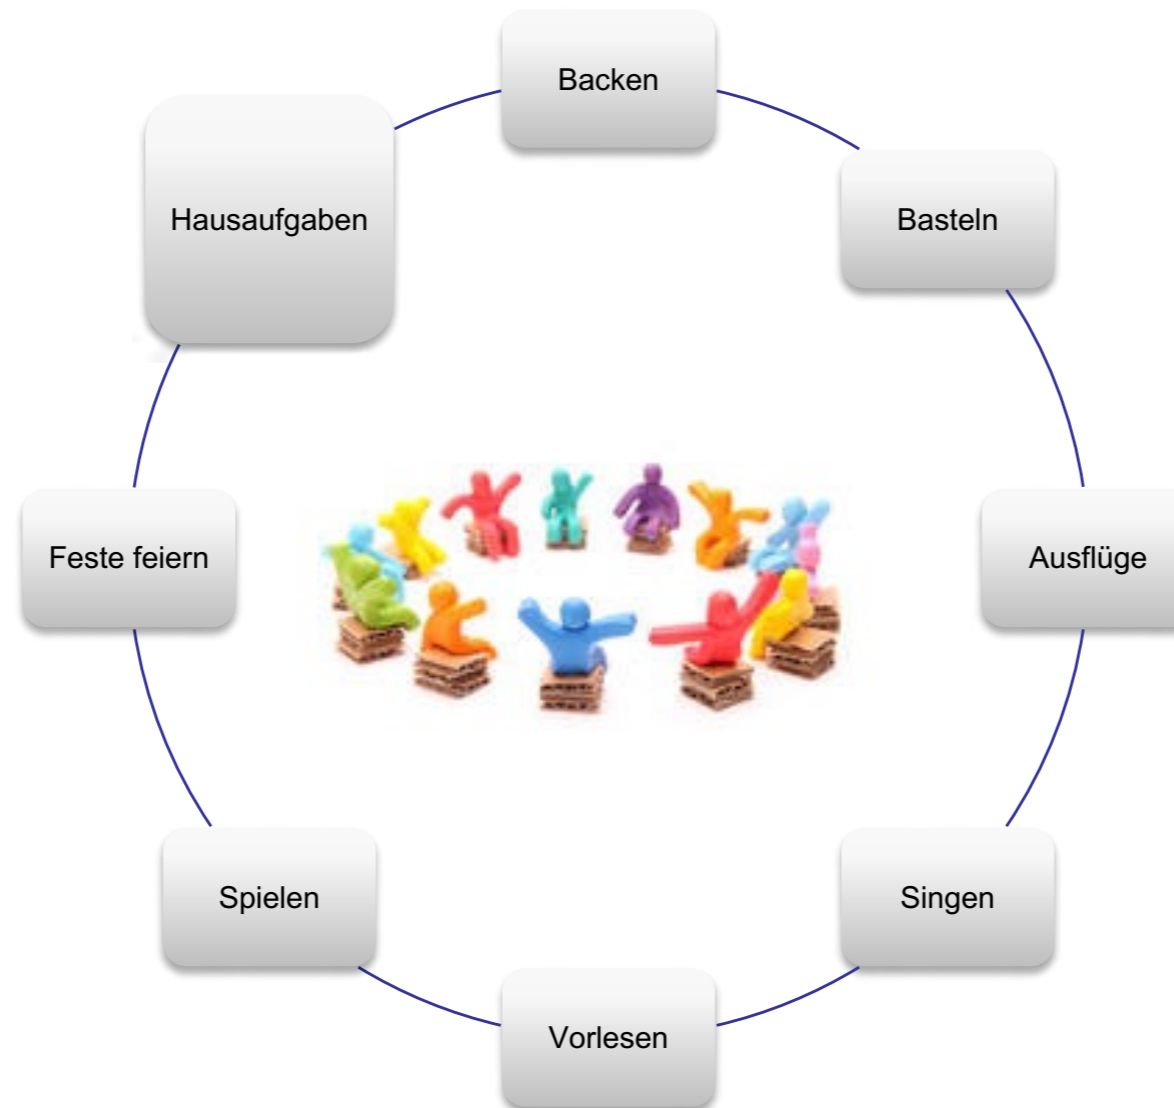 Backen
Basteln
Ausflüge
Singen
Vorlesen
Spielen
Feste feiern
Hausaufgaben